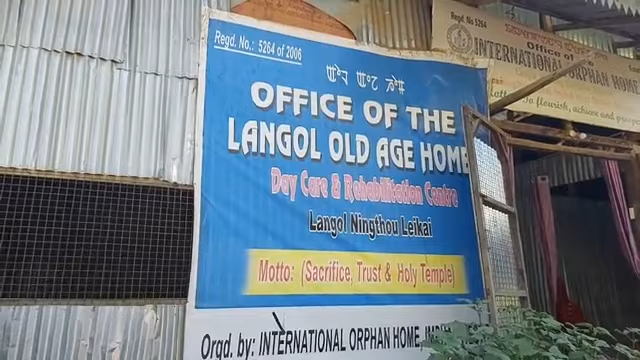 Regd. No.: 5264 of 2006
OFFICE OF THE
LANGOL OLD AGE HOME
Day Care & Rehabilitation Centre
Langol Ningthou Leikai
Motto: (Sacrifice, Trust & Holy Temple)
Orgd. by: INTERNATIONAL ORPHAN HOME,
Regd No 5264
Office of
INTERNATIONAL ORPHAN HOME
to flourish, achieve and